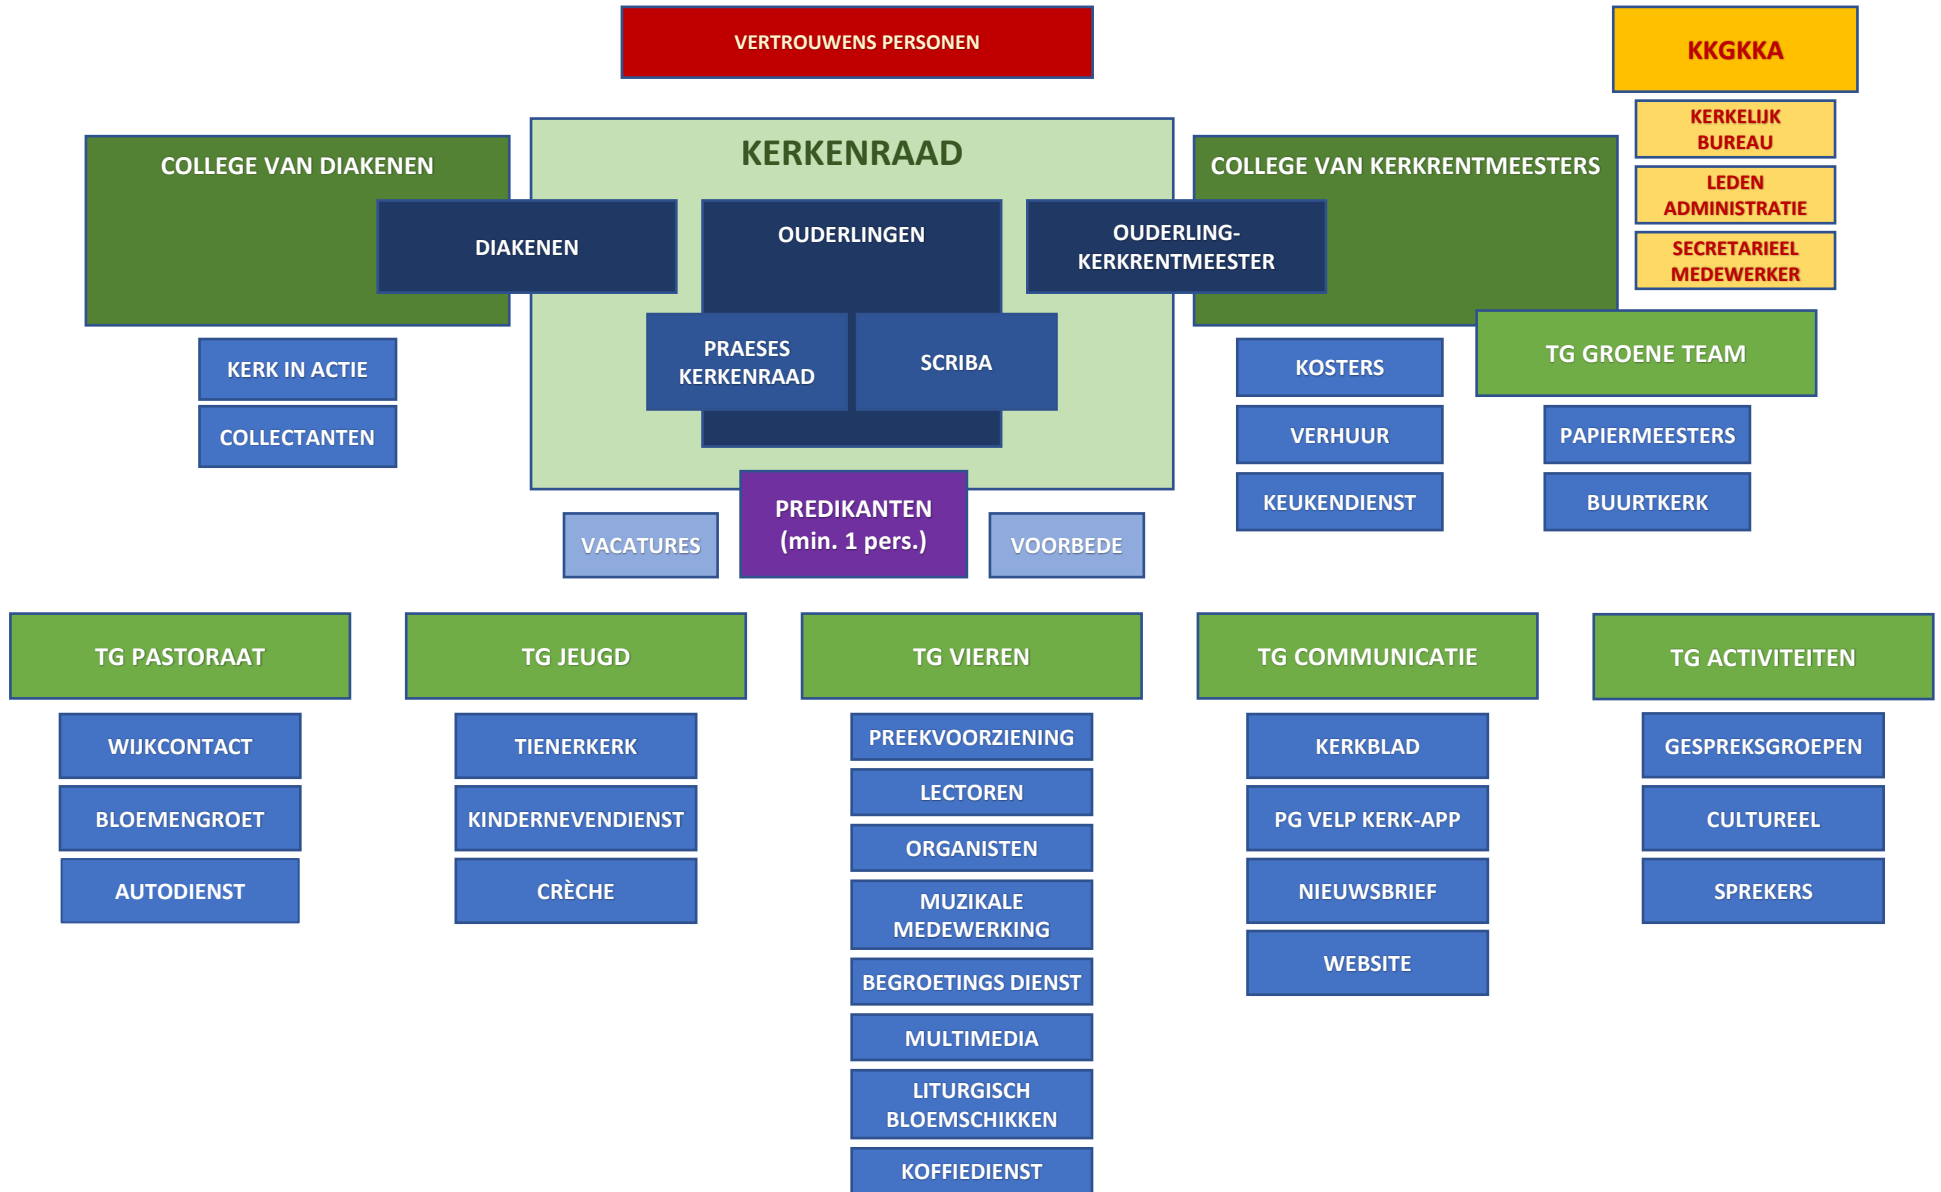 VERTROUWENS PERSONEN
KKGKKA
KERKELIJK
BUREAU
LEDEN
ADMINISTRATIE
SECRETARIEEL
MEDEWERKER
COLLEGE VAN DIAKENEN
KERKENRAAD
COLLEGE VAN KERKRENTMEESTERS
DIAKENEN
OUDERLINGEN
OUDERLING-
KERKRENTMEESTER
PRAESES
KERKENRAAD
SCRIBA
TG GROENE TEAM
KERK IN ACTIE
COLLECTANTEN
KOSTERS
VERHUUR
KEUKENDIENST
PAPIERMEESTERS
BUURTKERK
VACATURES
PREDIKANTEN
(min. 1 pers.)
VOORBEDE
TG PASTORAAT
WIJKCONTACT
BLOEMENGROET
AUTODIENST
TG JEUGD
TIENERKERK
KINDERNEVENDIENST
CRÈCHE
TG VIEREN
PREEKVOORZIENING
LECTOREN
ORGANISTEN
MUZIKALE
MEDEWERKING
BEGROETINGS DIENST
MULTIMEDIA
LITURGISCH
BLOEMSCHIKKEN
KOFFIEDIENST
TG COMMUNICATIE
KERKBLAD
PG VELP KERK-APP
NIEUWSBRIEF
WEBSITE
TG ACTIVITEITEN
GESPREKSGROEPEN
CULTUREEL
SPREKERS